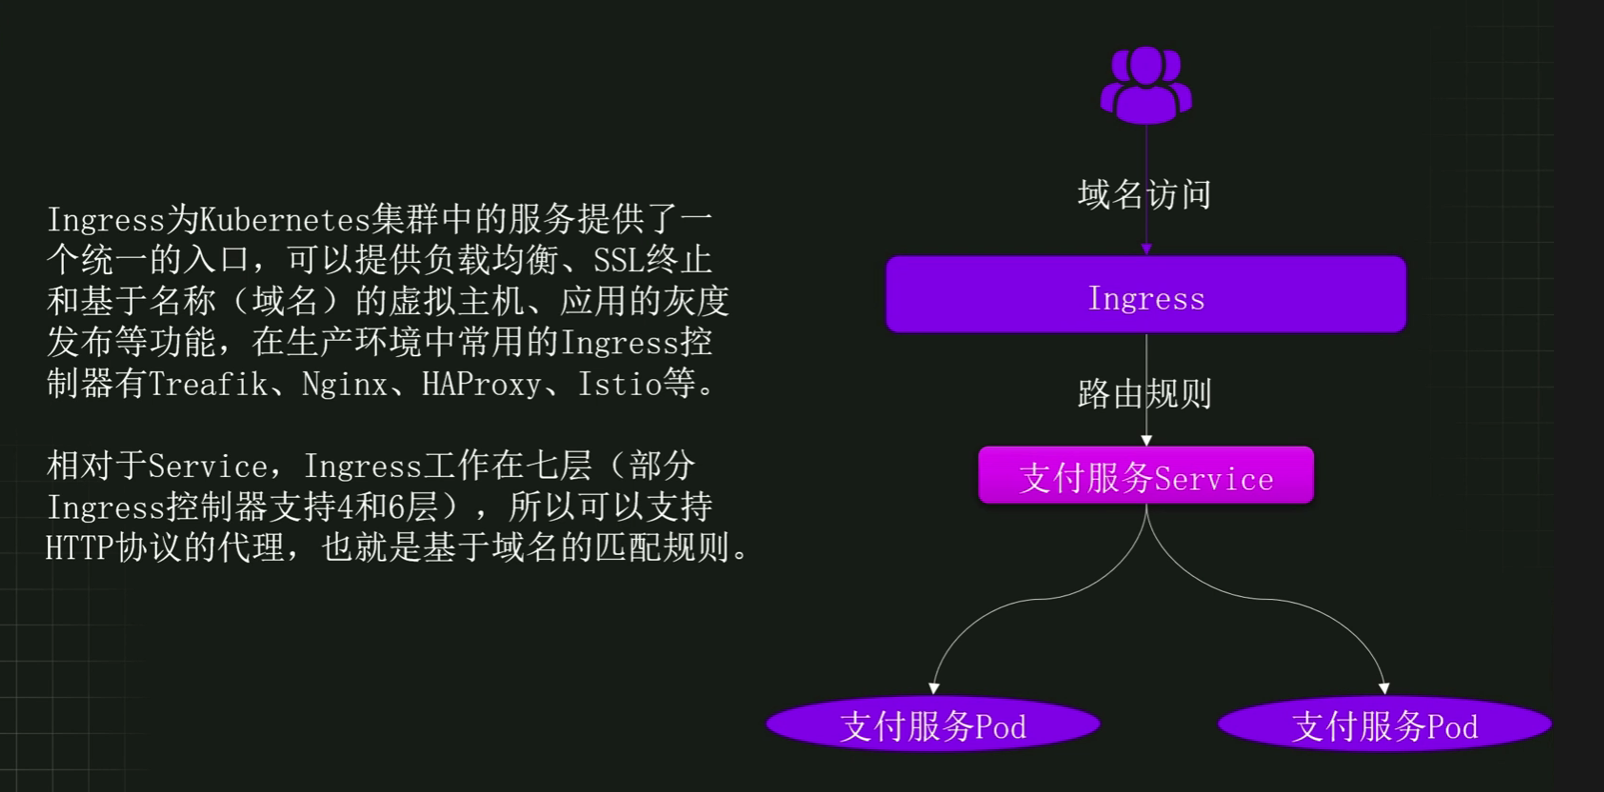 Ingress为Kubernetes集群中的服务提供了一
个统一的入口，可以提供负载均衡、SSL终止
和基于名称（域名）的虚拟主机、应用的灰度
发布等功能，在生产环境中常用的Ingress控
制器有Treafik、Nginx、HAProxy、Istio等。
相对于Service，Ingress工作在七层（部分
Ingress控制器支持4和6层），所以可以支持
HTTP协议的代理，也就是基于域名的匹配规则。
域名访问
Ingress
路由规则
支付服务Service
支付服务Pod
支付服务Pod